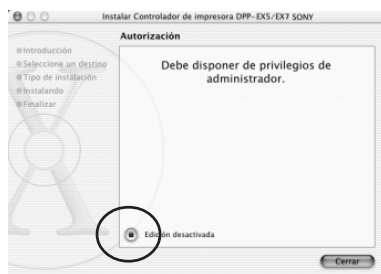 Instalar Controlador de impresora DPP-EX5/EX7 SONY
Autorización
Introducción
Seleccione un destino
Tipo de instalación
Instalando
Finalizar
Debe disponer de privilegios de
administrador.
Edición desactivada
Cerrar